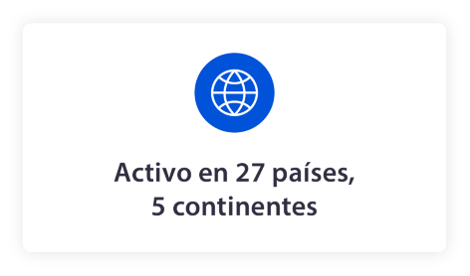 Activo en 27 países,
5 continentes